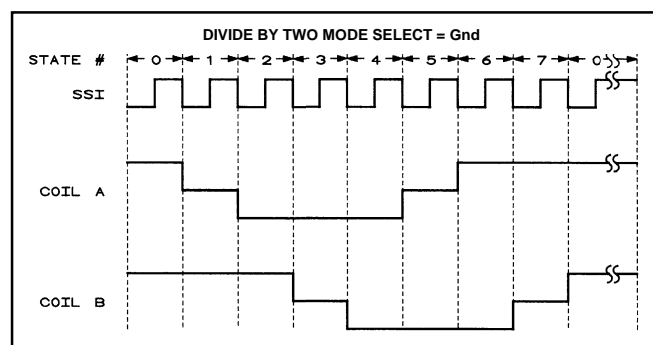 DIVIDE BY TWO MODE SELECT = Gnd
STATE # 0 1 2 3 4 5 6 7 0
SSI
COIL A
COIL B